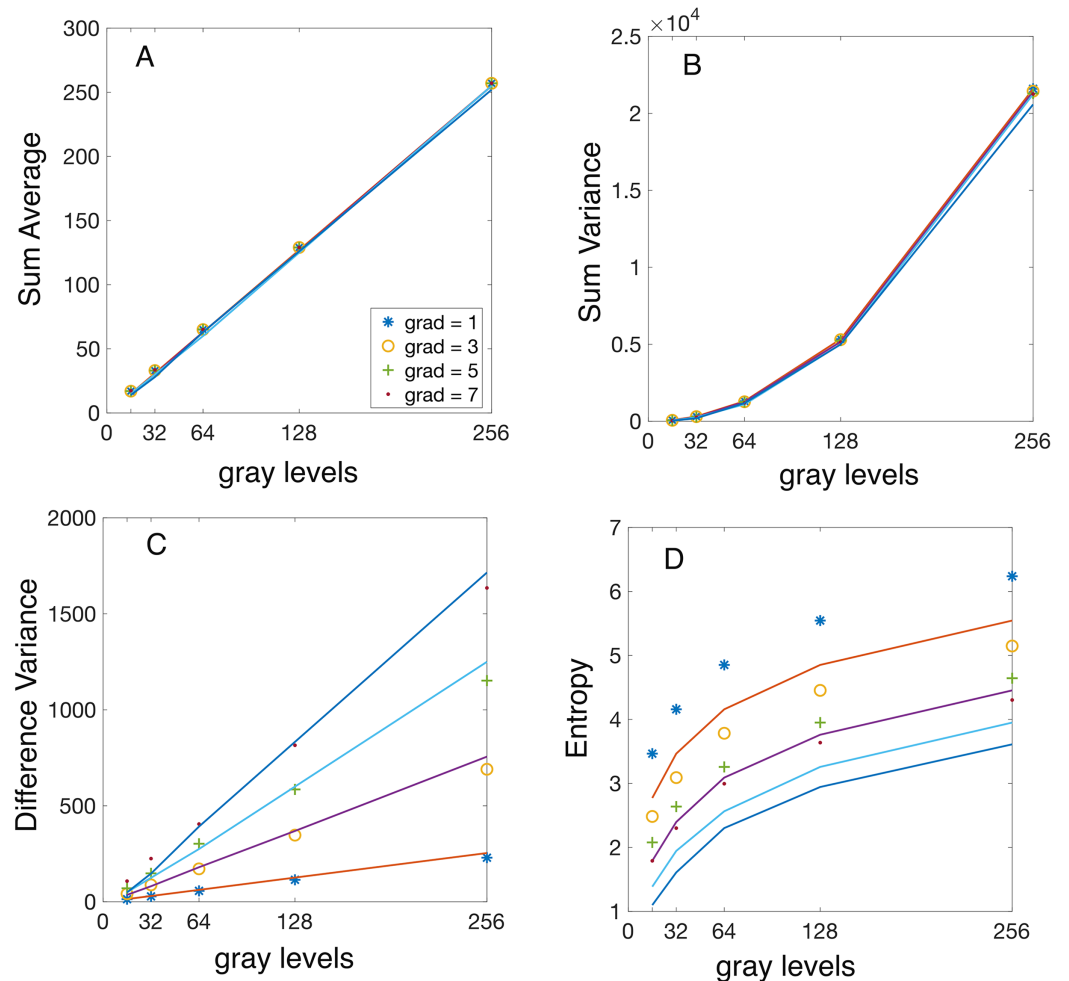 A
Sum Average
300
250
200
150
100
50
0
0 32 64 128 256
gray levels
grad = 1
grad = 3
grad = 5
grad = 7
×10⁴
B
Sum Variance
2.5
2
1.5
1
0.5
0
0 32 64 128 256
gray levels
C
Difference Variance
2000
1500
1000
500
0
0 32 64 128 256
gray levels
D
Entropy
7
6
5
4
3
2
1
0 32 64 128 256
gray levels